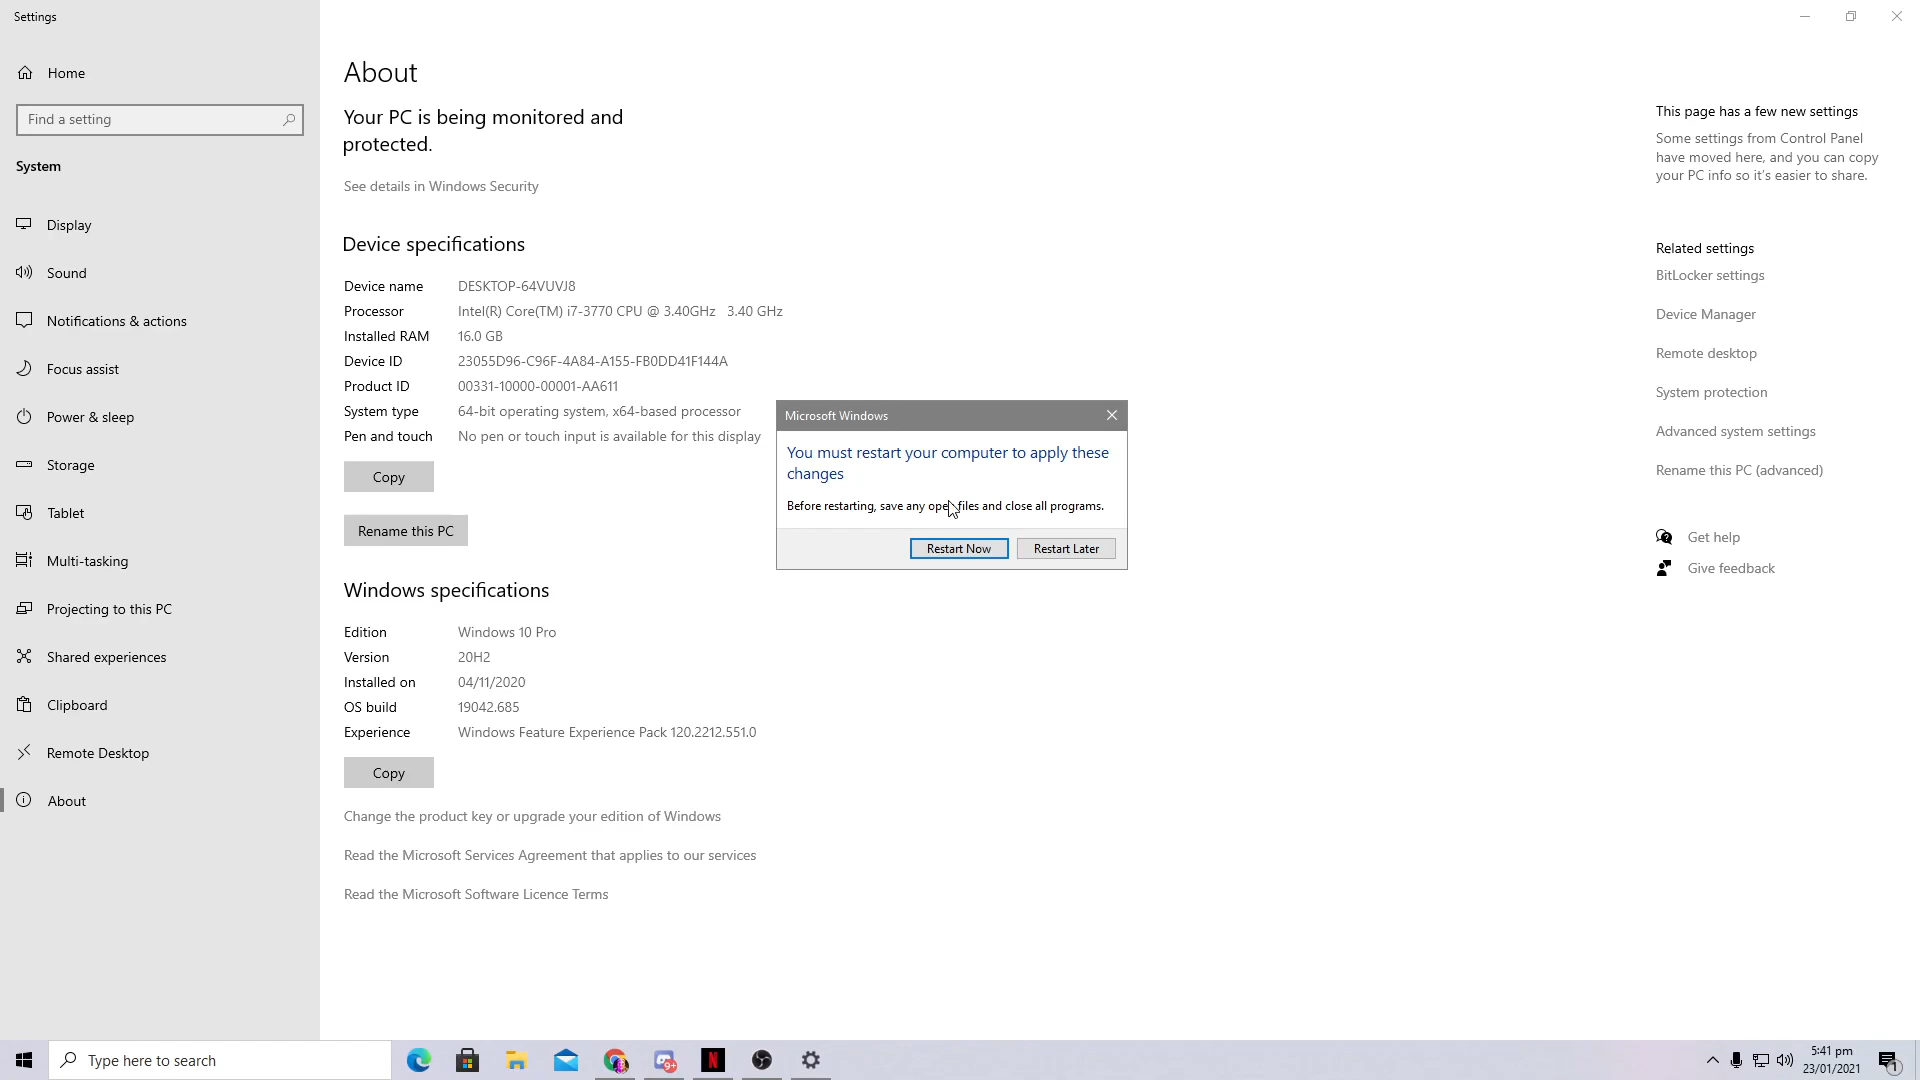 Settings
Home
Find a setting
System
Display
Sound
Notifications & actions
Focus assist
Power & sleep
Storage
Tablet
Multi-tasking
Projecting to this PC
Shared experiences
Clipboard
Remote Desktop
About
About
Your PC is being monitored and
protected.
See details in Windows Security
Device specifications
Device name DESKTOP-64VUVJ8
Processor Intel(R) Core(TM) i7-3770 CPU @ 3.40GHz 3.40 GHz
Installed RAM 16.0 GB
Device ID 23055D96-C96F-4A84-A155-FB0DD41F144A
Product ID 00331-10000-00001-AA611
System type 64-bit operating system, x64-based processor
Pen and touch No pen or touch input is available for this display
Copy
Rename this PC
Windows specifications
Edition Windows 10 Pro
Version 20H2
Installed on 04/11/2020
OS build 19042.685
Experience Windows Feature Experience Pack 120.2212.551.0
Copy
Change the product key or upgrade your edition of Windows
Read the Microsoft Services Agreement that applies to our services
Read the Microsoft Software Licence Terms
Microsoft Windows
You must restart your computer to apply these
changes
Before restarting, save any open files and close all programs.
Restart Now Restart Later
This page has a few new settings
Some settings from Control Panel
have moved here, and you can copy
your PC info so it's easier to share.
Related settings
BitLocker settings
Device Manager
Remote desktop
System protection
Advanced system settings
Rename this PC (advanced)
Get help
Give feedback
Type here to search
9+
N
5:41 pm
23/01/2021
1